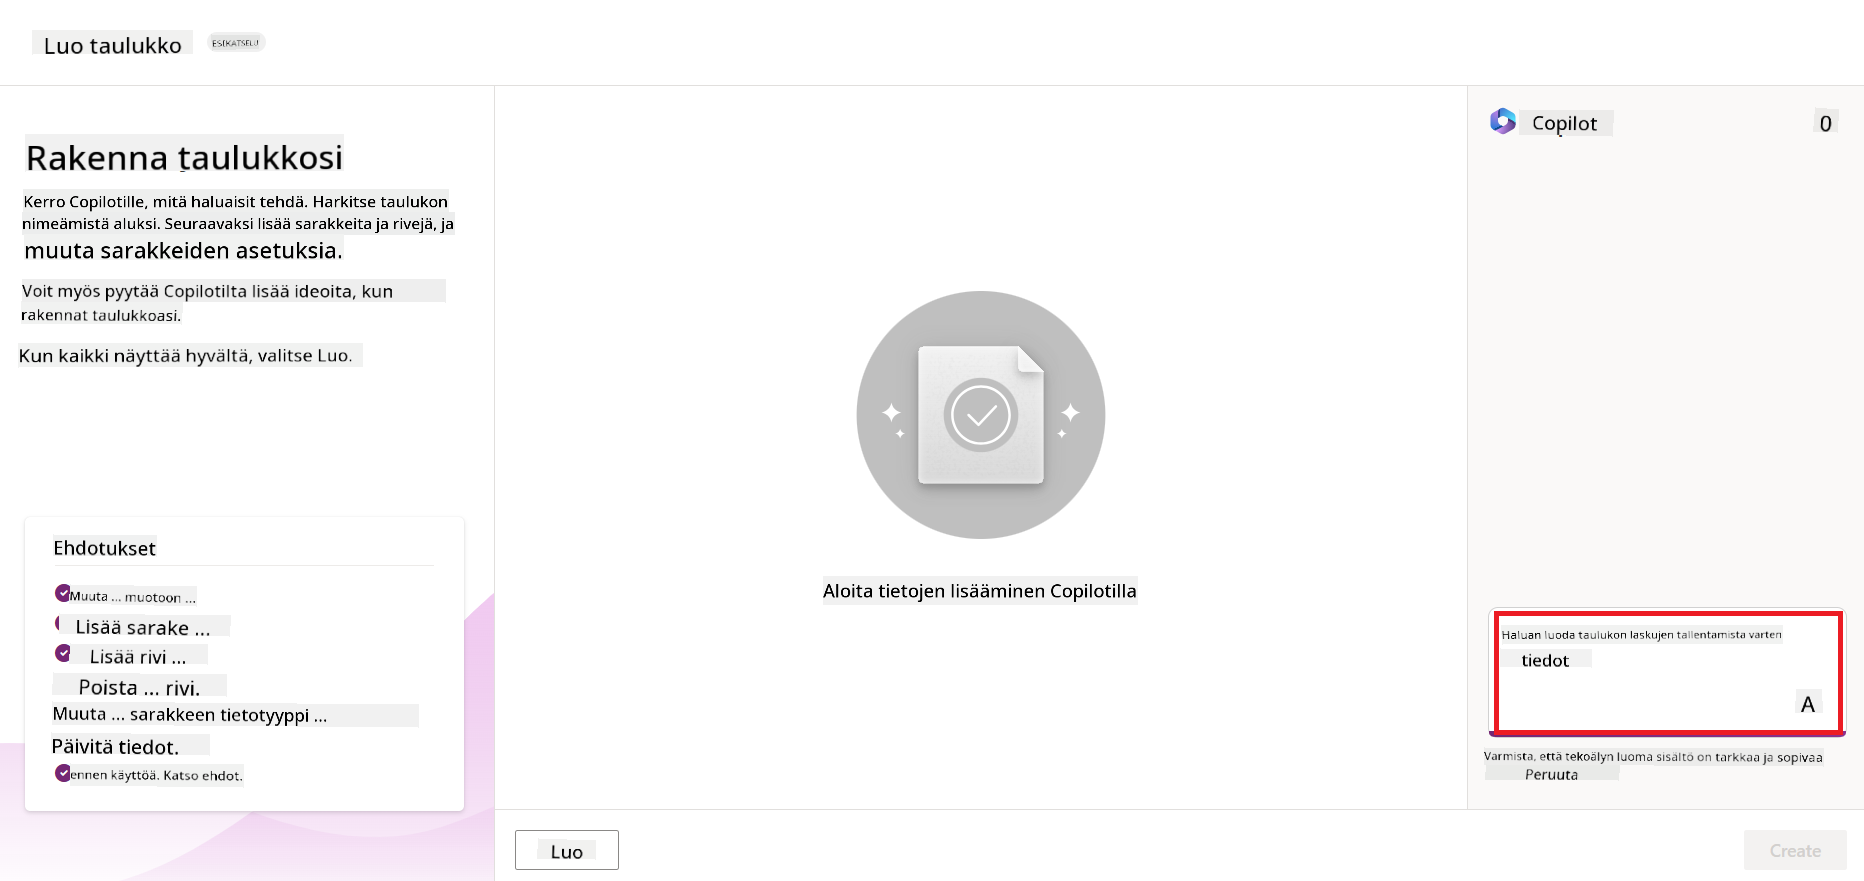 Luo taulukko
ESIKATSELU
Rakenna taulukkosi
Kerro Copilotille, mitä haluaisit tehdä. Harkitse taulukon
nimeämistä aluksi. Seuraavaksi lisää sarakkeita ja rivejä, ja
muuta sarakkeiden asetuksia.
Voit myös pyytää Copilotilta lisää ideoita, kun
rakennat taulukkoasi.
Kun kaikki näyttää hyvältä, valitse Luo.
Ehdotukset
Muuta ... muotoon ...
Lisää sarake ...
Lisää rivi ...
Poista ... rivi.
Muuta ... sarakkeen tietotyyppi ...
Päivitä tiedot.
ennen käyttöä. Katso ehdot.
Aloita tietojen lisääminen Copilotilla
Luo
Copilot
0
Haluan luoda taulukon laskujen tallentamista varten
tiedot
A
Varmista, että tekoälyn luoma sisältö on tarkkaa ja sopivaa
Peruuta
Create